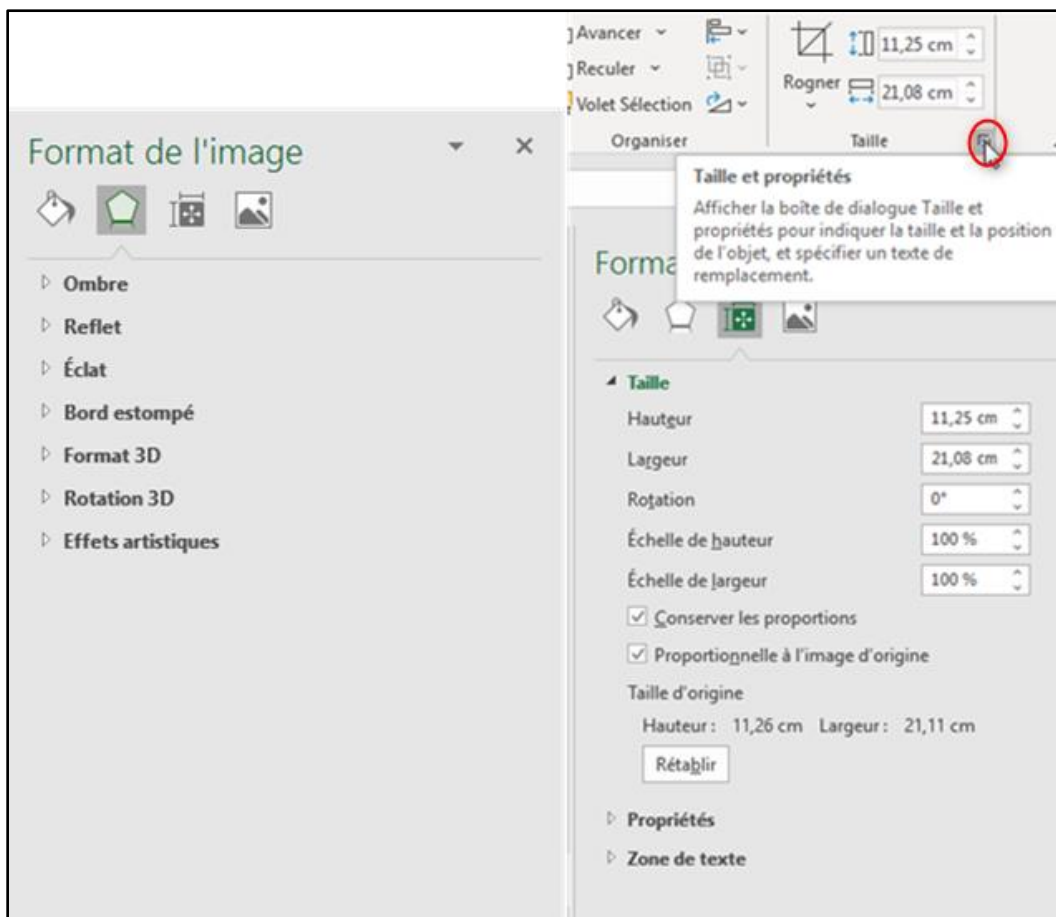 Format de l'image
Ombre
Reflet
Éclat
Bord estompé
Format 3D
Rotation 3D
Effets artistiques
Avancer
Reculer
Volet Sélection
Organiser
Rogner
11,25 cm
21,08 cm
Taille
Taille et propriétés
Afficher la boîte de dialogue Taille et
propriétés pour indiquer la taille et la position
de l'objet, et spécifier un texte de
remplacement.
Forma
Taille
Hauteur 11,25 cm
Largeur 21,08 cm
Rotation 0°
Échelle de hauteur 100 %
Échelle de largeur 100 %
Conserver les proportions
Proportionnelle à l'image d'origine
Taille d'origine
Hauteur : 11,26 cm Largeur : 21,11 cm
Rétablir
Propriétés
Zone de texte